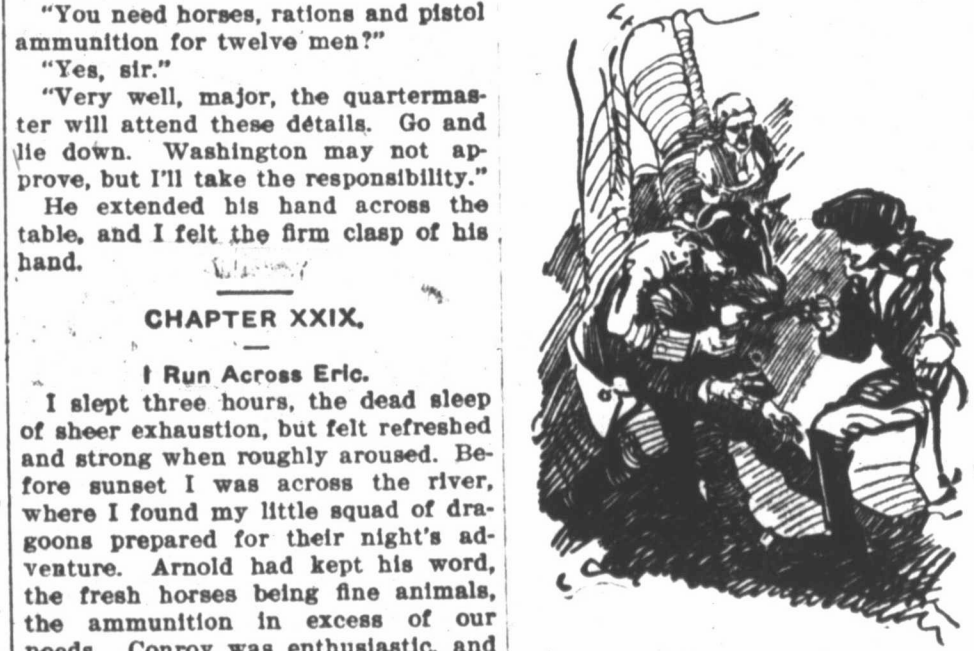 "You need horses, rations and pistol
ammunition for twelve men?"
"Yes, sir."
"Very well, major, the quartermas-
ter will attend these details. Go and
lie down. Washington may not ap-
prove, but I'll take the responsibility."
He extended his hand across the
table, and I felt the firm clasp of his
hand.
CHAPTER XXIX.
I Run Across Eric.
I slept three hours, the dead sleep
of sheer exhaustion, but felt refreshed
and strong when roughly aroused. Be-
fore sunset I was across the river,
where I found my little squad of dra-
goons prepared for their night's ad-
venture. Arnold had kept his word,
the fresh horses being fine animals,
the ammunition in excess of our
needs. Conroy was enthusiastic, and